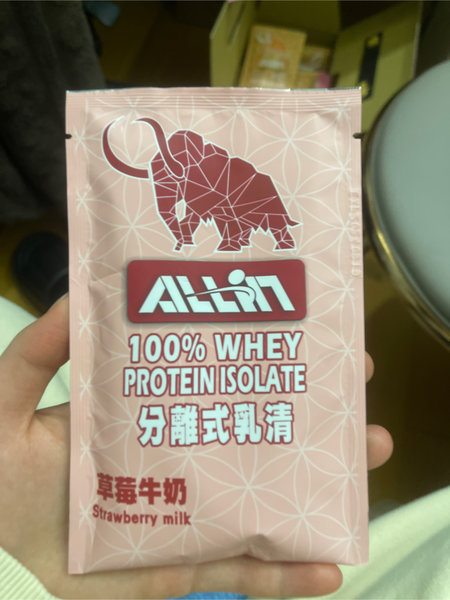 ALLIN
100% WHEY
PROTEIN ISOLATE
分離式乳清
草莓牛奶
Strawberry milk